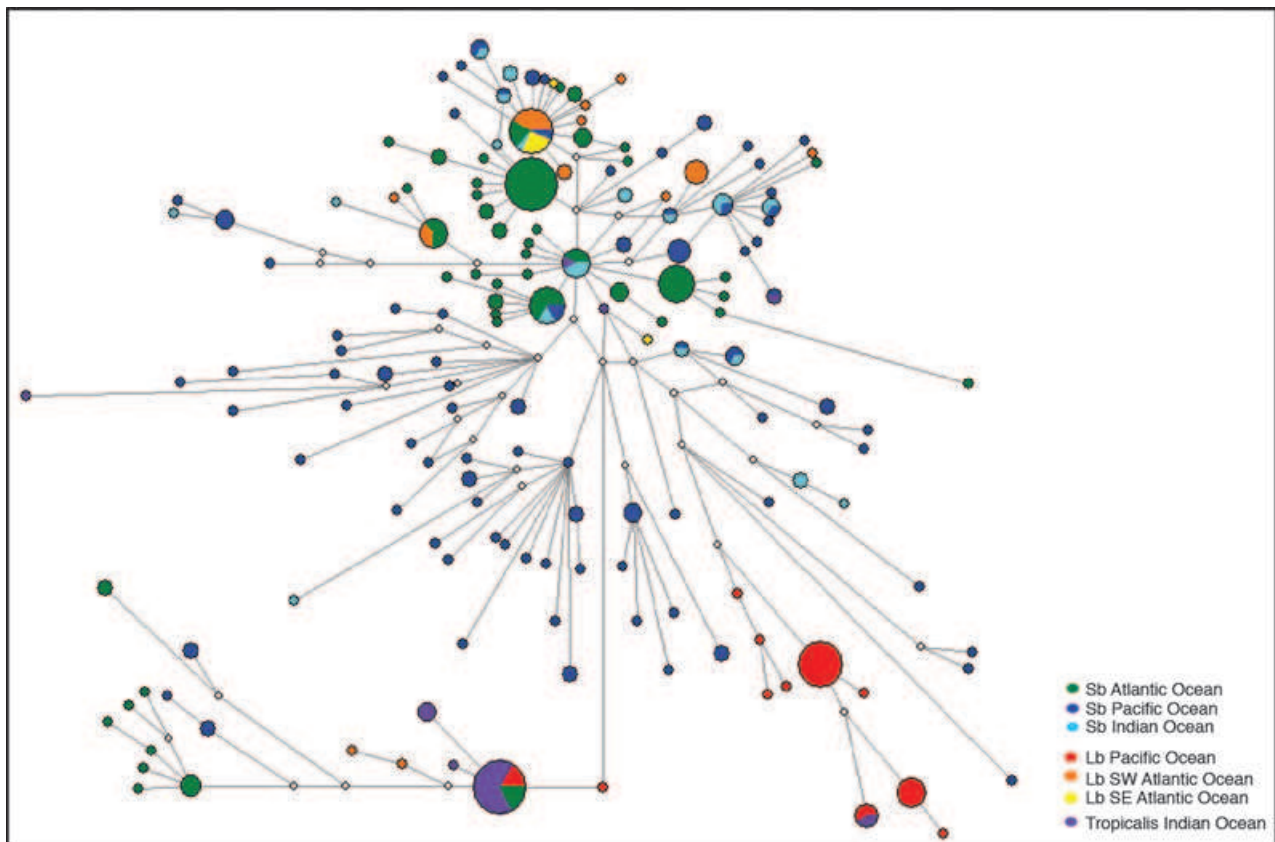 Sb Atlantic Ocean
Sb Pacific Ocean
Sb Indian Ocean
Lb Pacific Ocean
Lb SW Atlantic Ocean
Lb SE Atlantic Ocean
Tropicalis Indian Ocean